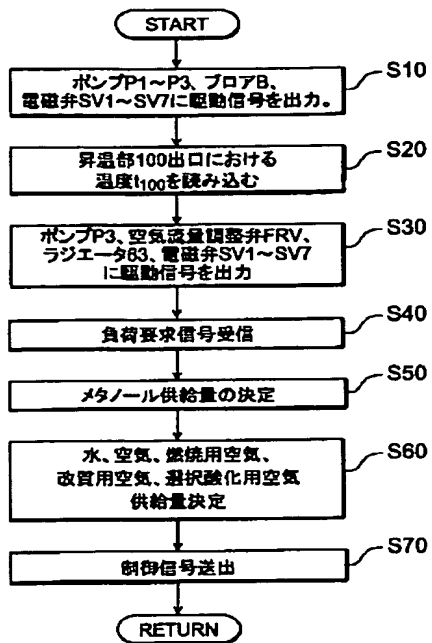 START
S10
ポンプP1～P3、ブロアB、
電磁弁SV1～SV7に駆動信号を出力。
S20
昇温部100出口における
温度t100を読み込む
S30
ポンプP3、空気流量調整弁FRV、
ラジエータ63、電磁弁SV1～SV7
に駆動信号を出力
S40
負荷要求信号受信
S50
メタノール供給量の決定
S60
水、空気、燃焼用空気、
改質用空気、選択酸化用空気
供給量決定
S70
制御信号送出
RETURN